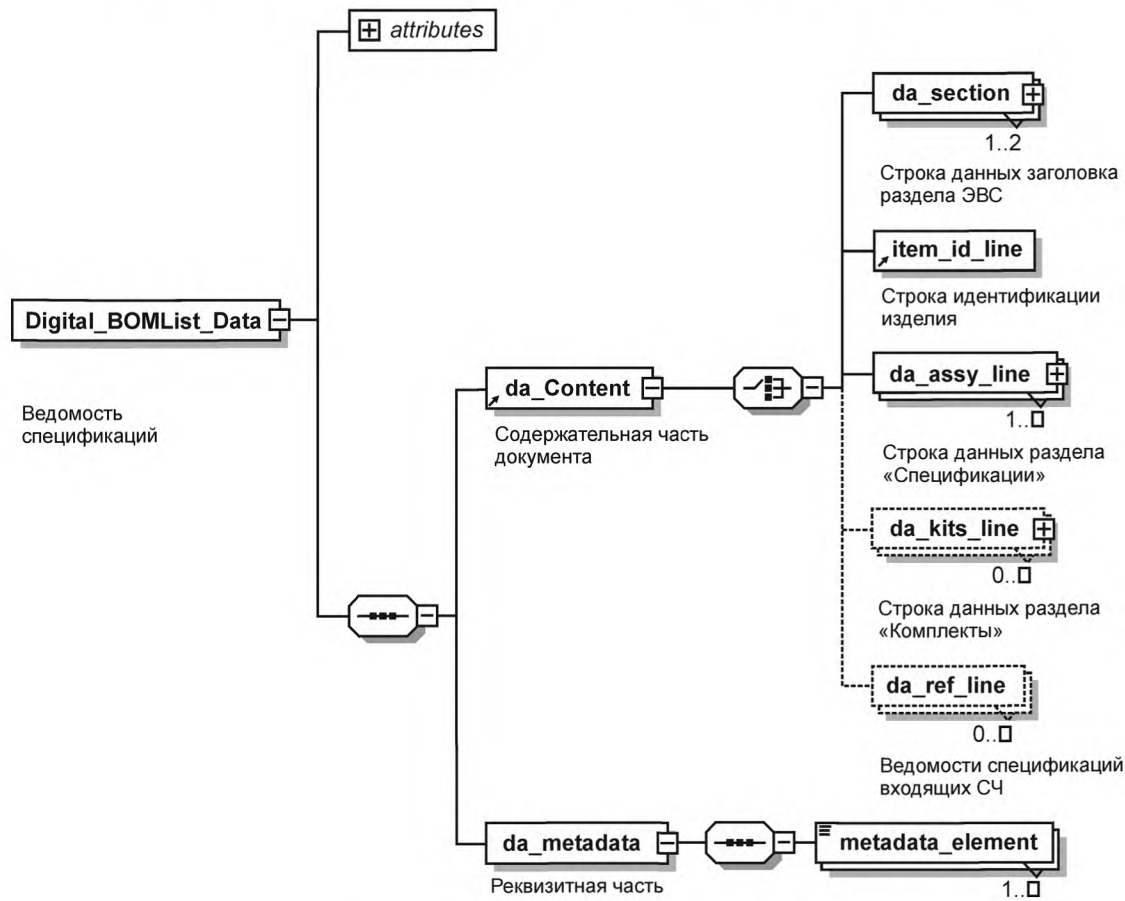 attributes
da_section
1..2
Строка данных заголовка
раздела ЭВС
item_id_line
Строка идентификации
изделия
Digital_BOMList_Data
Ведомость
спецификаций
da_Content
Содержательная часть
документа
da_assy_line
1..□
Строка данных раздела
«Спецификации»
da_kits_line
0..□
Строка данных раздела
«Комплекты»
da_ref_line
0..□
Ведомости спецификаций
входящих СЧ
da_metadata
Реквизитная часть
metadata_element
1..□